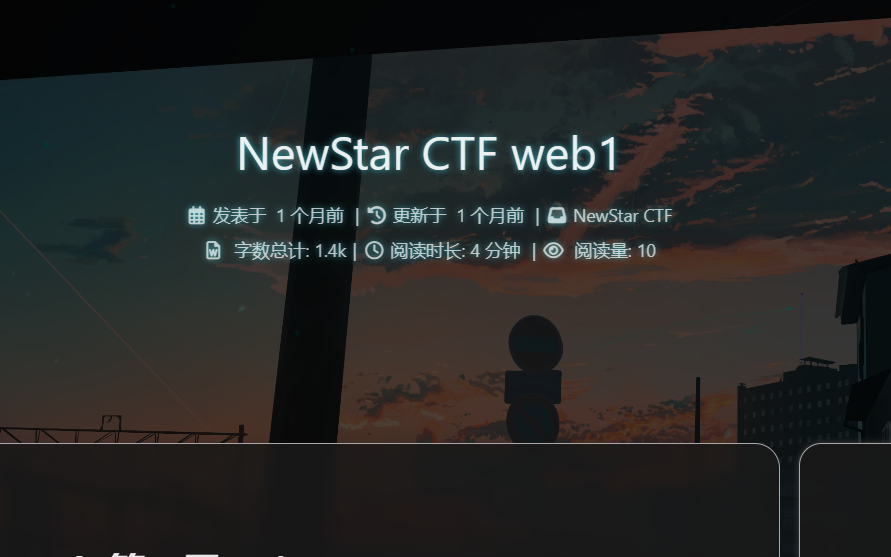 NewStar CTF web1
发表于 1 个月前 | 更新于 1 个月前 | NewStar CTF
字数总计: 1.4k | 阅读时长: 4 分钟 | 阅读量: 10